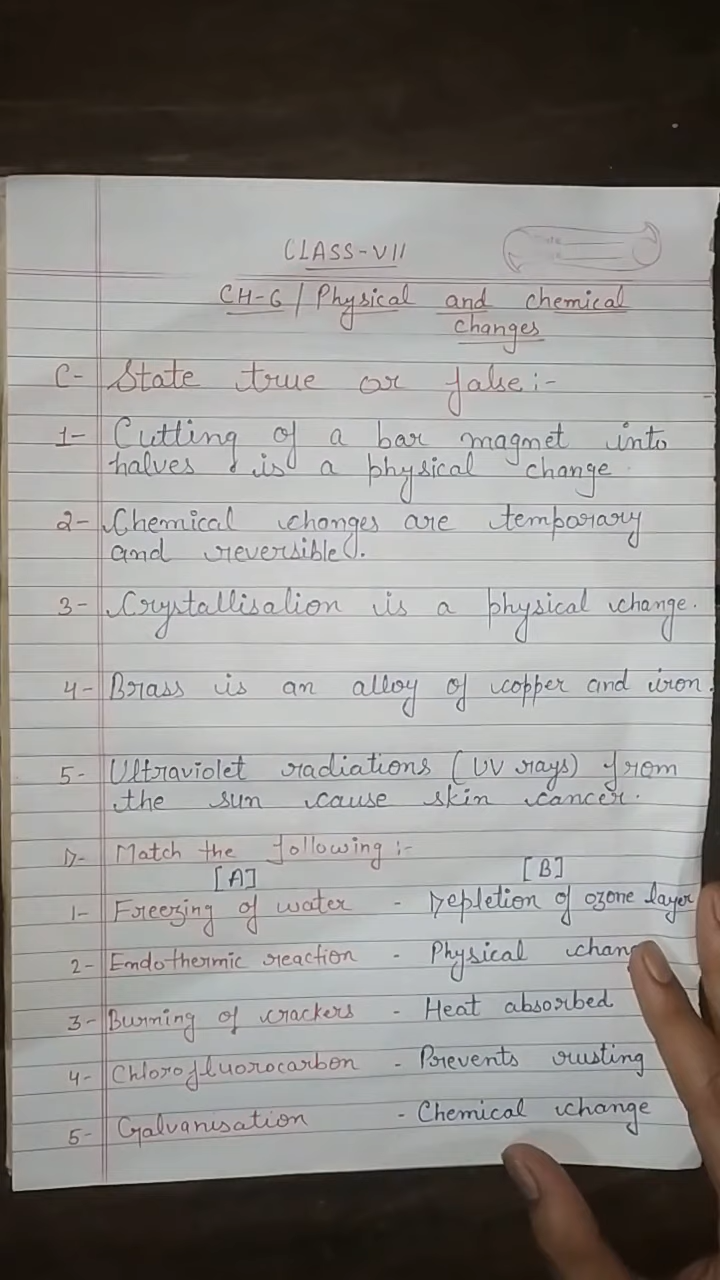 CLASS-VII
CH-6 / Physical and chemical
changes
C- State true or false:-
1- Cutting of a bar magnet into
halves is a physical change.
2- Chemical changes are temporary
and reversible.
3- Crystallisation is a physical change.
4- Brass is an alloy of copper and iron.
5- Ultraviolet radiations (UV rays) from
the sun cause skin cancer.
D- Match the following :-
[A] [B]
1- Freezing of water - Depletion of ozone layer
2- Endothermic reaction - Physical
3- Burning of crackers - Heat absorbed
4- Chlorofluorocarbon - Prevents rusting
5- Galvanisation - Chemical change